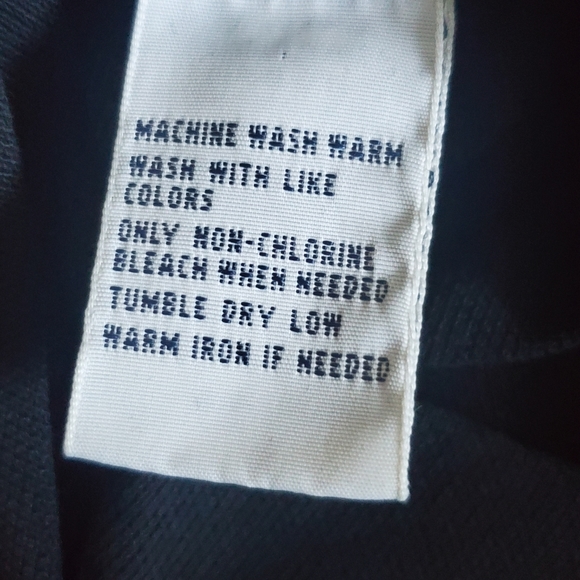 MACHINE WASH WARM
WASH WITH LIKE
COLORS
ONLY NON-CHLORINE
BLEACH WHEN NEEDED
TUMBLE DRY LOW
WARM IRON IF NEEDED